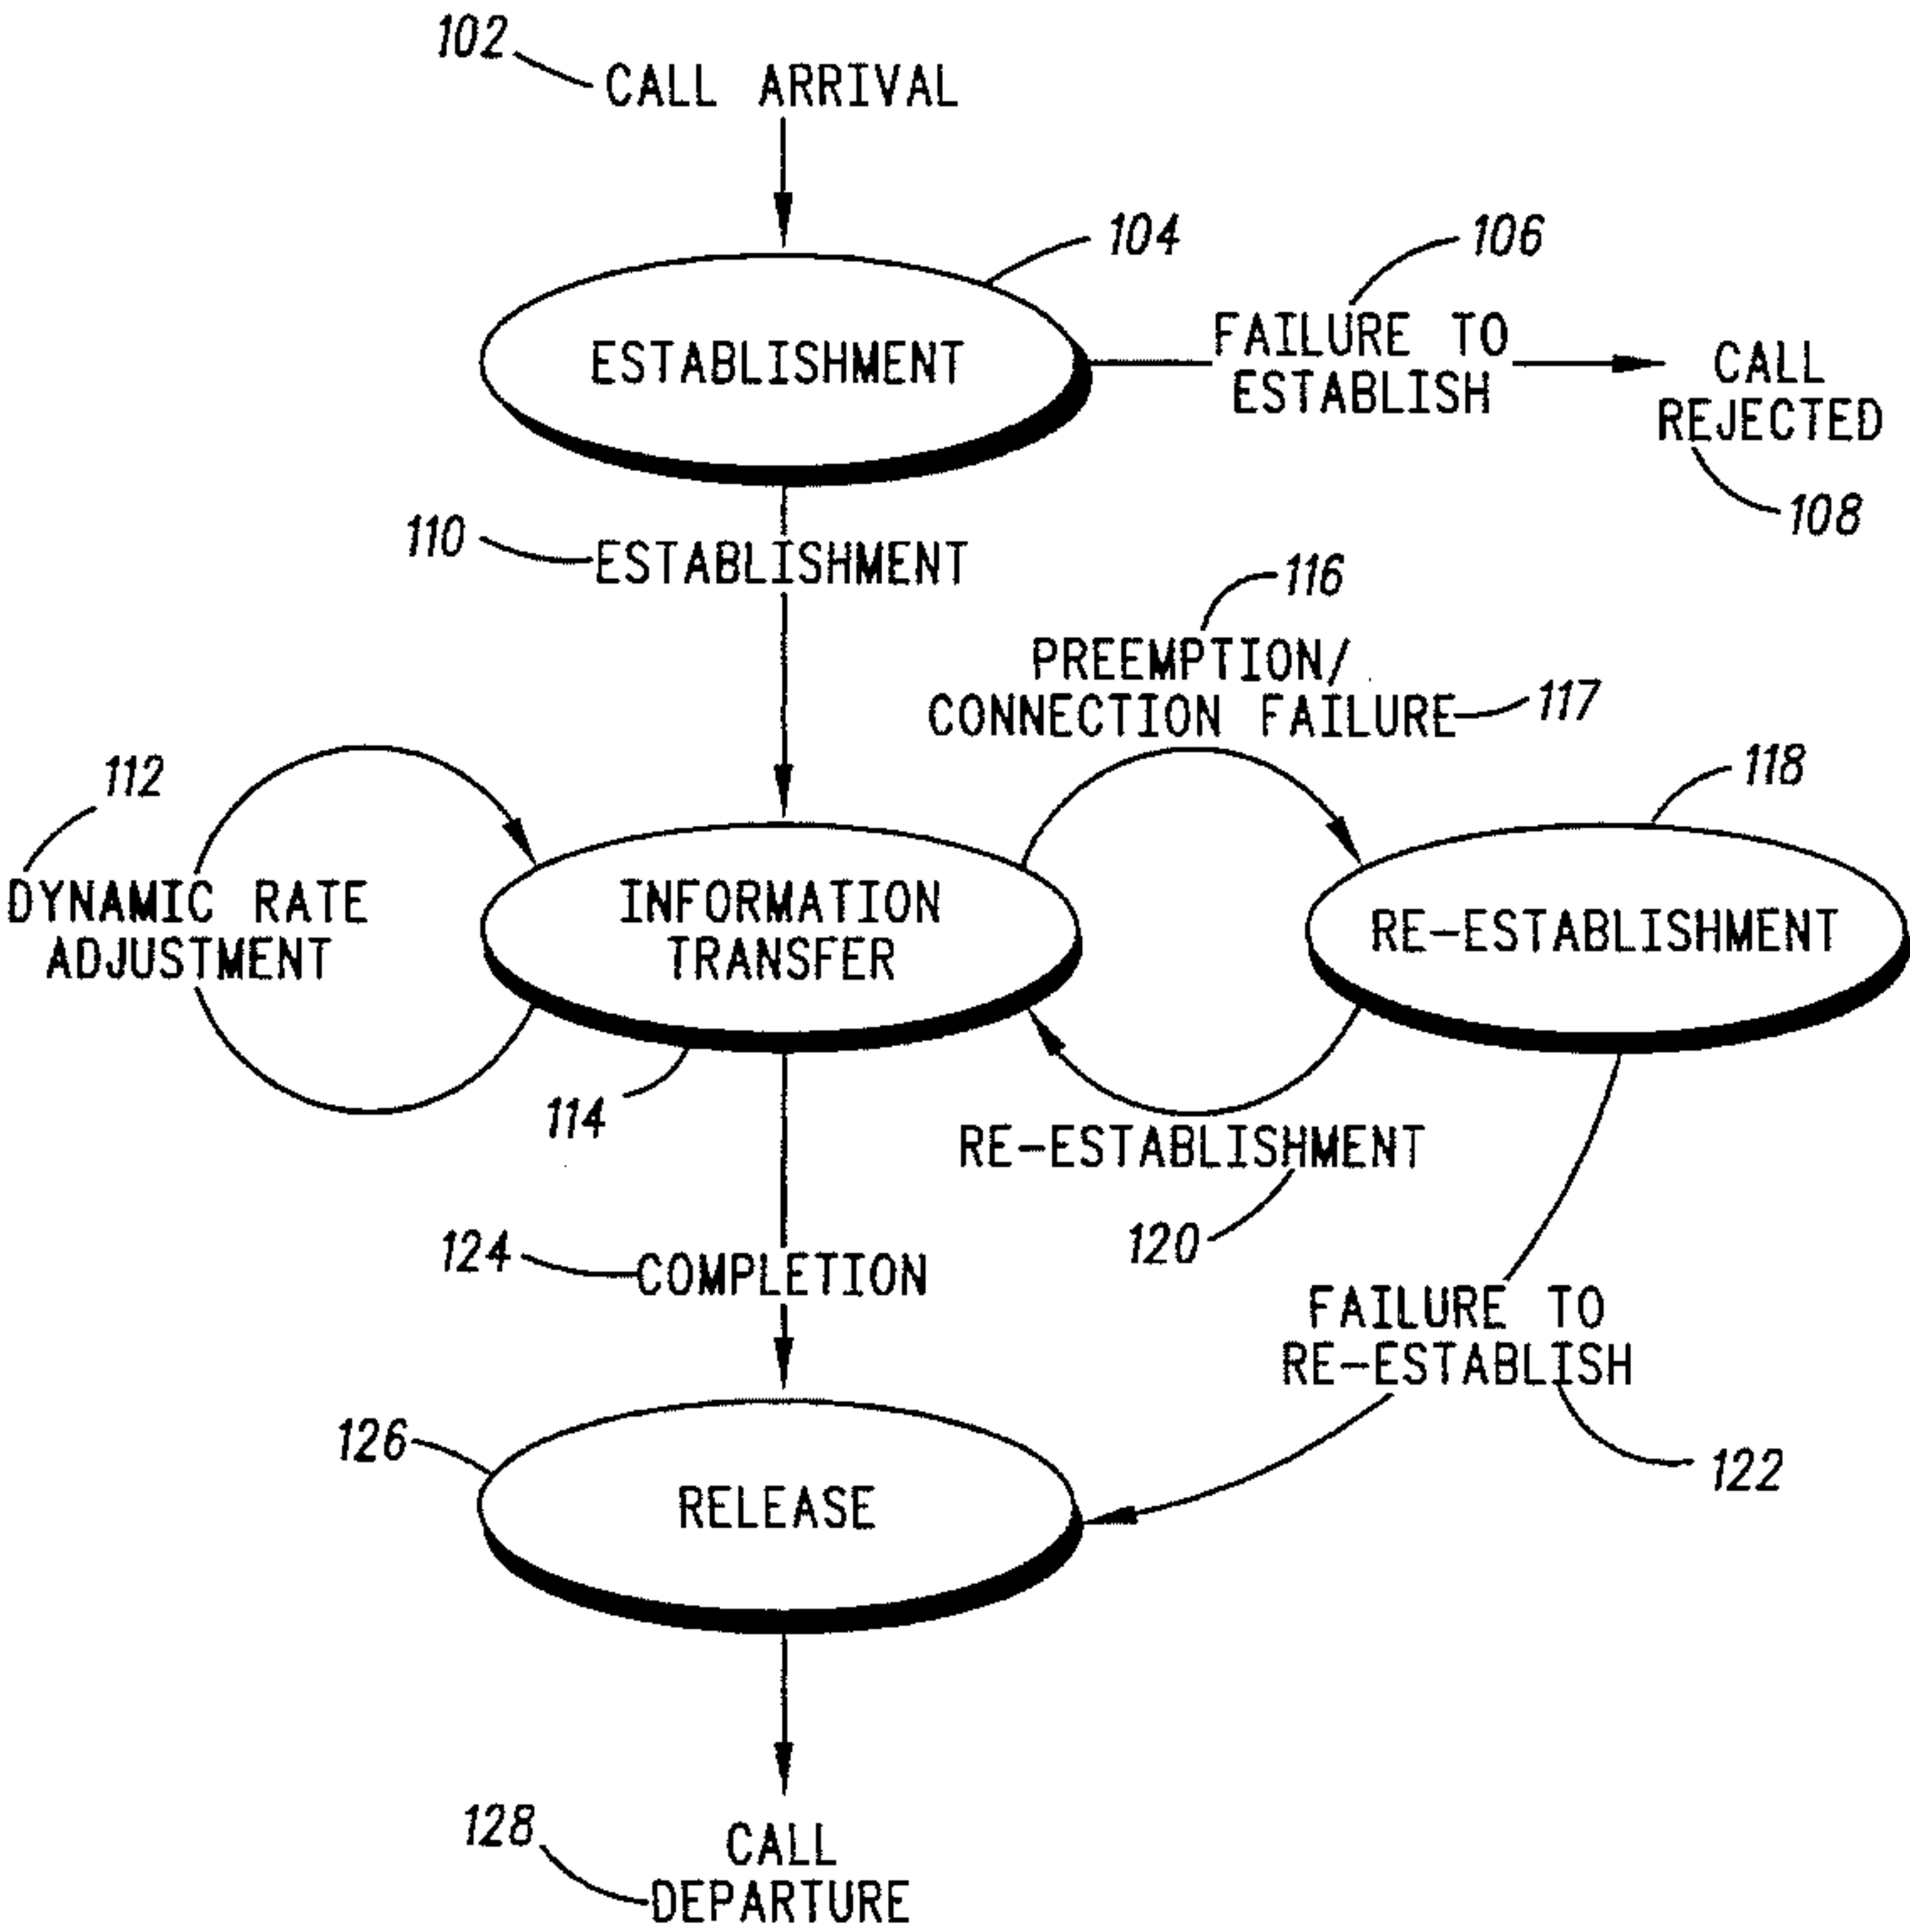 102
CALL ARRIVAL
104
106
ESTABLISHMENT
FAILURE TO
ESTABLISH
CALL
REJECTED
108
110
ESTABLISHMENT
116
PREEMPTION/
CONNECTION FAILURE
117
112
118
DYNAMIC RATE
ADJUSTMENT
INFORMATION
TRANSFER
RE-ESTABLISHMENT
114
RE-ESTABLISHMENT
120
124
COMPLETION
FAILURE TO
RE-ESTABLISH
122
126
RELEASE
128
CALL
DEPARTURE